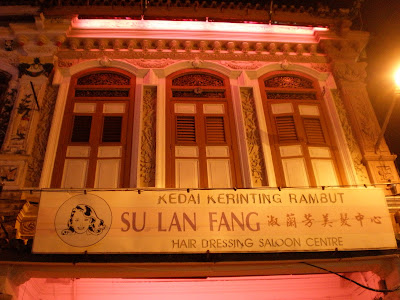 KEDAI KERINTING RAMBUT
SU LAN FANG 淑蘭芳美髮中心
HAIR DRESSING SALOON CENTRE